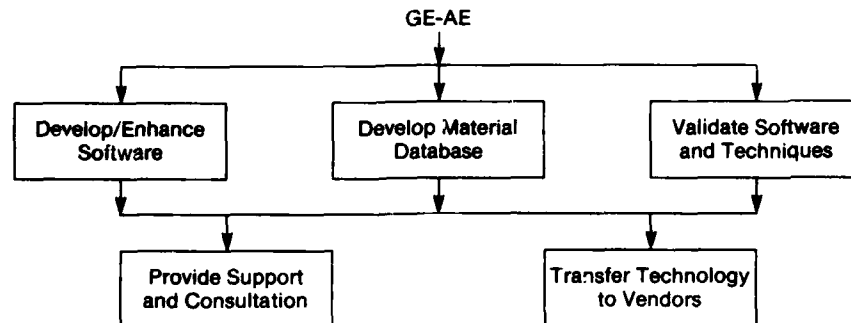 GE-AE
Develop/Enhance
Software
Develop Material
Database
Validate Software
and Techniques
Provide Support
and Consultation
Transfer Technology
to Vendors